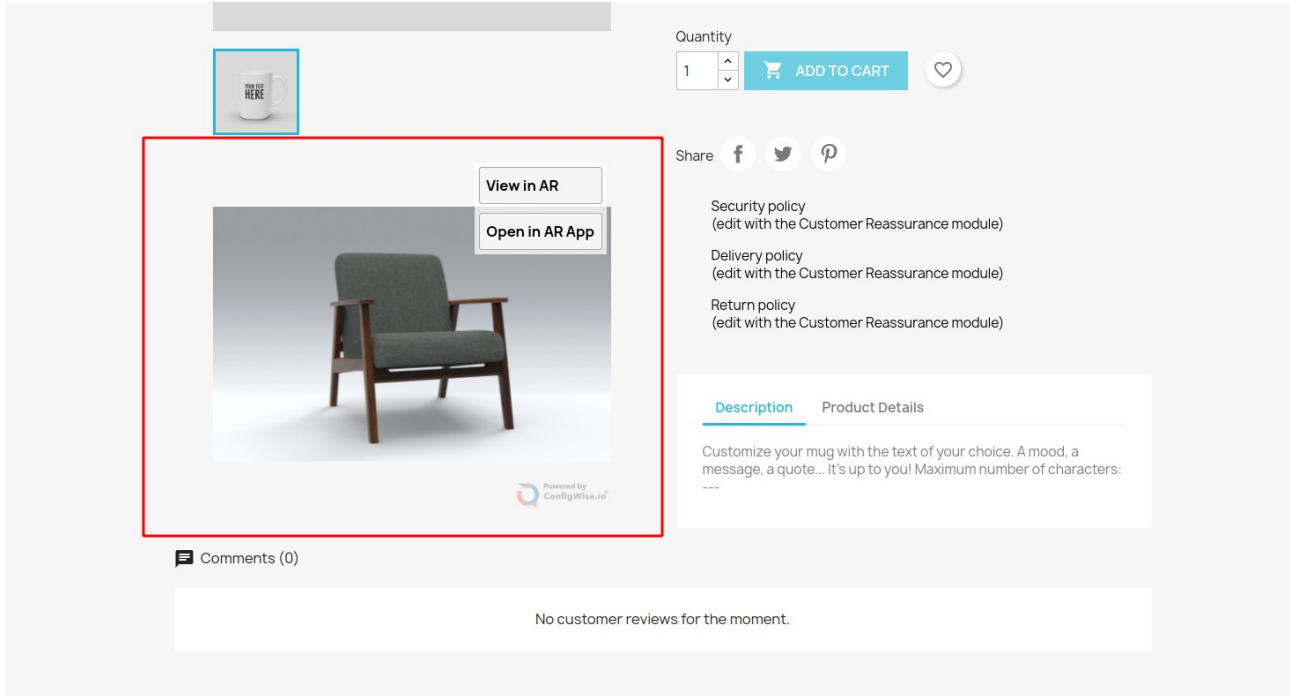 YOUR TEXT
HERE
View in AR
Open in AR App
Powered by
ConfigWise.io®
Quantity
1
ADD TO CART
Share
Security policy
(edit with the Customer Reassurance module)
Delivery policy
(edit with the Customer Reassurance module)
Return policy
(edit with the Customer Reassurance module)
Description Product Details
Customize your mug with the text of your choice. A mood, a
message, a quote... It's up to you! Maximum number of characters:
---
Comments (0)
No customer reviews for the moment.